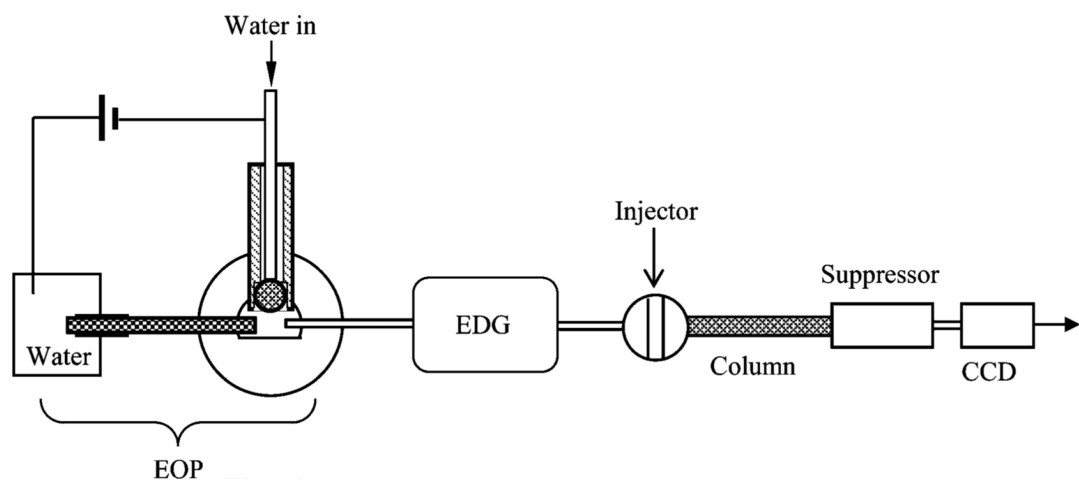 Water in
Injector
Suppressor
EDG
Water
Column
CCD
EOP